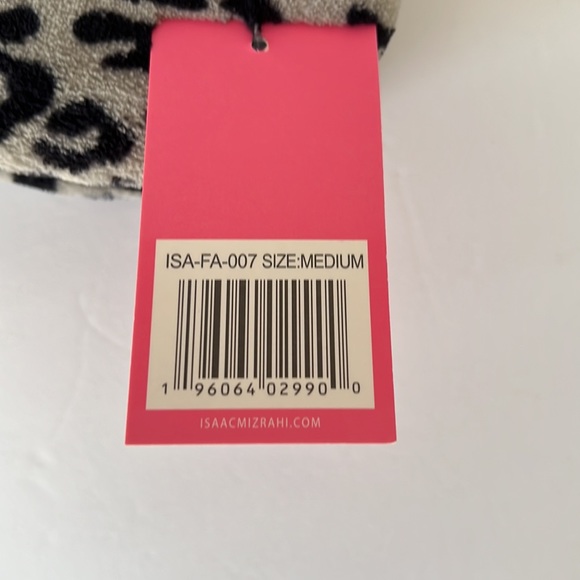 ISA-FA-007 SIZE:MEDIUM
1 96064 02990 0
ISAACMIZRAHI.COM